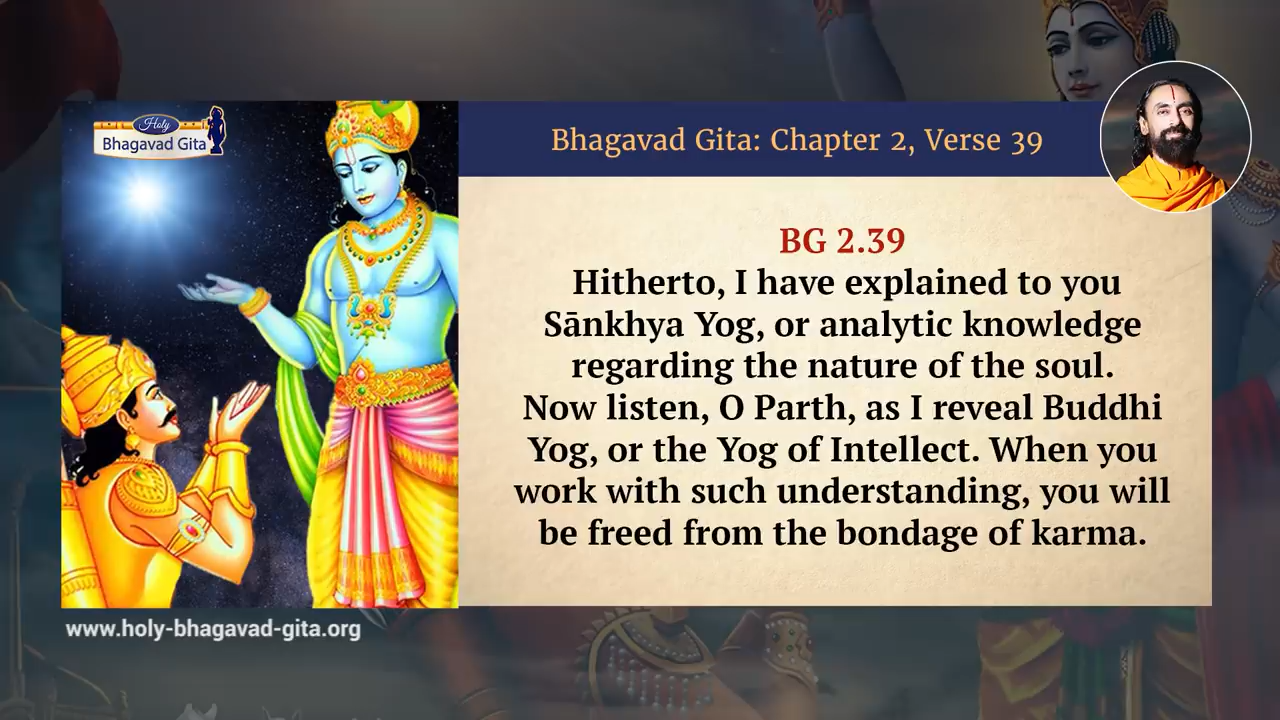 Holy
Bhagavad Gita
Bhagavad Gita: Chapter 2, Verse 39
BG 2.39
Hitherto, I have explained to you
Sānkhya Yog, or analytic knowledge
regarding the nature of the soul.
Now listen, O Parth, as I reveal Buddhi
Yog, or the Yog of Intellect. When you
work with such understanding, you will
be freed from the bondage of karma.
www.holy-bhagavad-gita.org